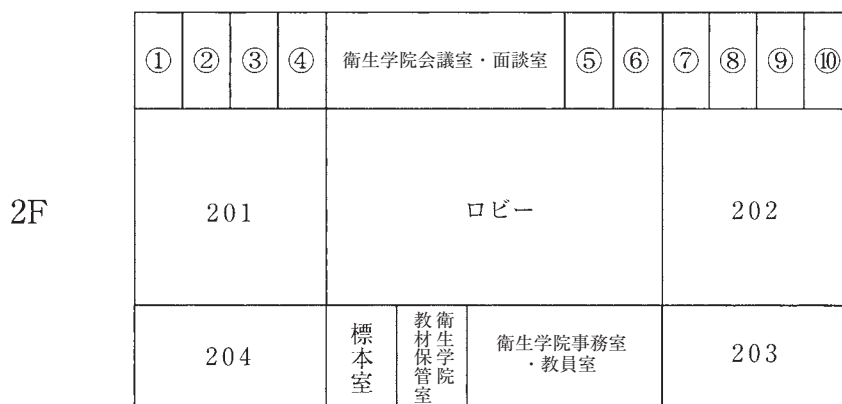 ① ② ③ ④ 衛生学院会議室・面談室 ⑤ ⑥ ⑦ ⑧ ⑨ ⑩
2F
201
ロビー
202
204
標本室
衛生学院
教材保管室
衛生学院事務室
・教員室
203